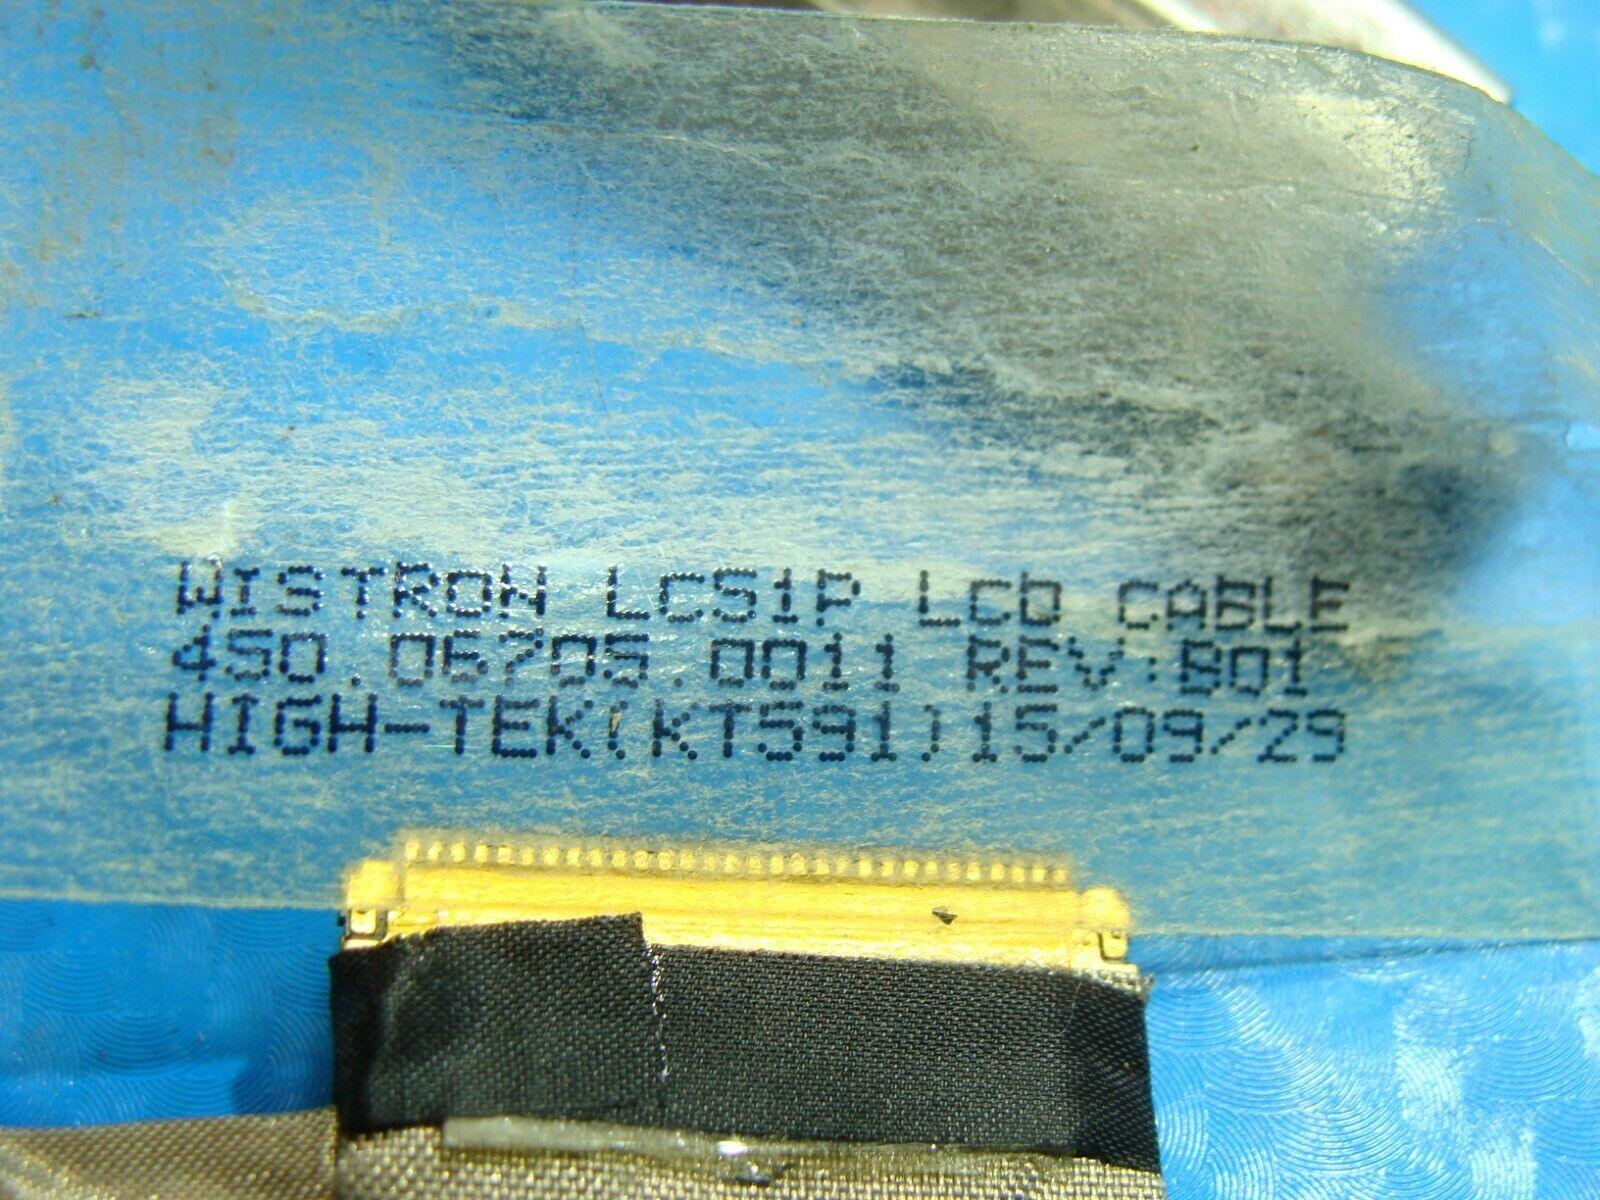 WISTRON LCS1P LCD CABLE
450.06705.0011 REV:B01
HIGH-TEK(KT591)15/09/29